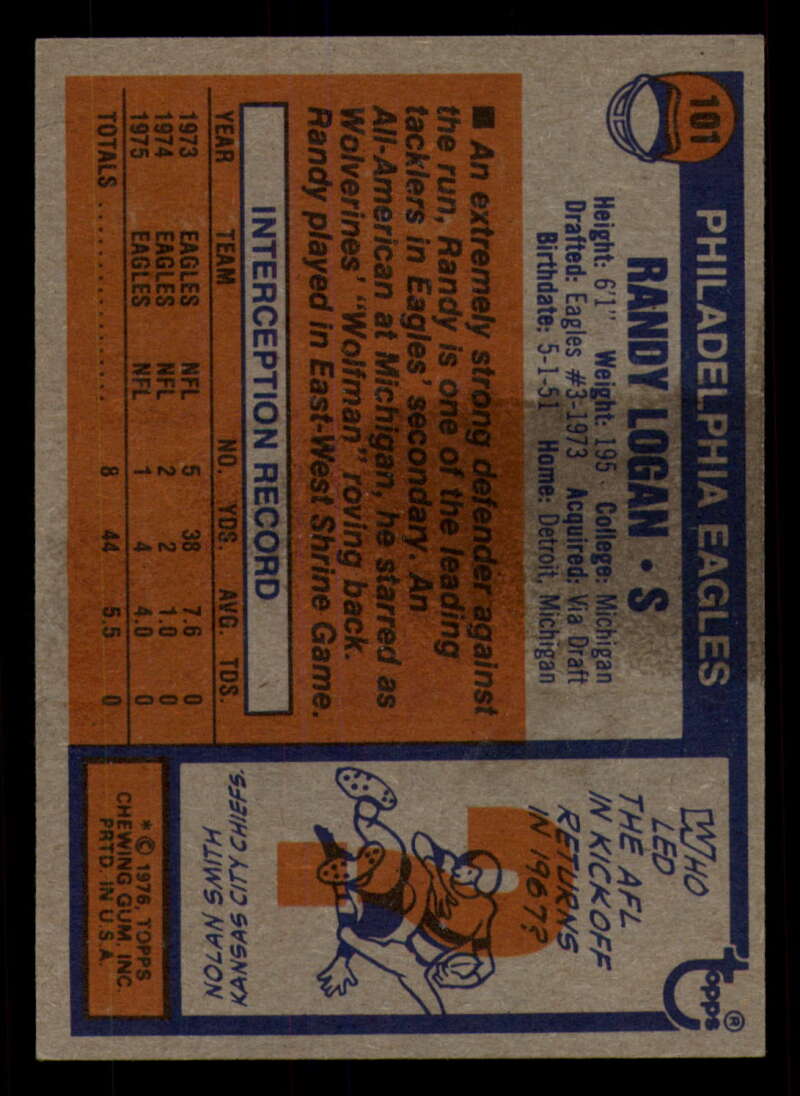 101
PHILADELPHIA EAGLES
RANDY LOGAN • S
Height: 6'1" Weight: 195 College: Michigan
Drafted: Eagles #3-1973 Acquired: Via Draft
Birthdate: 5-1-51 Home: Detroit, Michigan
■ An extremely strong defender against
the run, Randy is one of the leading
tacklers in Eagles' secondary. An
All-American at Michigan, he starred as
Wolverines' "Wolfman" roving back.
Randy played in East-West Shrine Game.
INTERCEPTION RECORD
YEAR TEAM NO. YDS. AVG. TDS.
1973 EAGLES NFL 5 38 7.6 0
1974 EAGLES NFL 2 2 1.0 0
1975 EAGLES NFL 1 4 4.0 0
TOTALS .......... 8 44 5.5 0
topps®
WHO
LED
THE AFL
IN KICKOFF
RETURNS
IN 1967?
NOLAN SMITH
KANSAS CITY CHIEFS.
* © 1976, TOPPS
CHEWING GUM, INC.
PRTD. IN U.S.A.